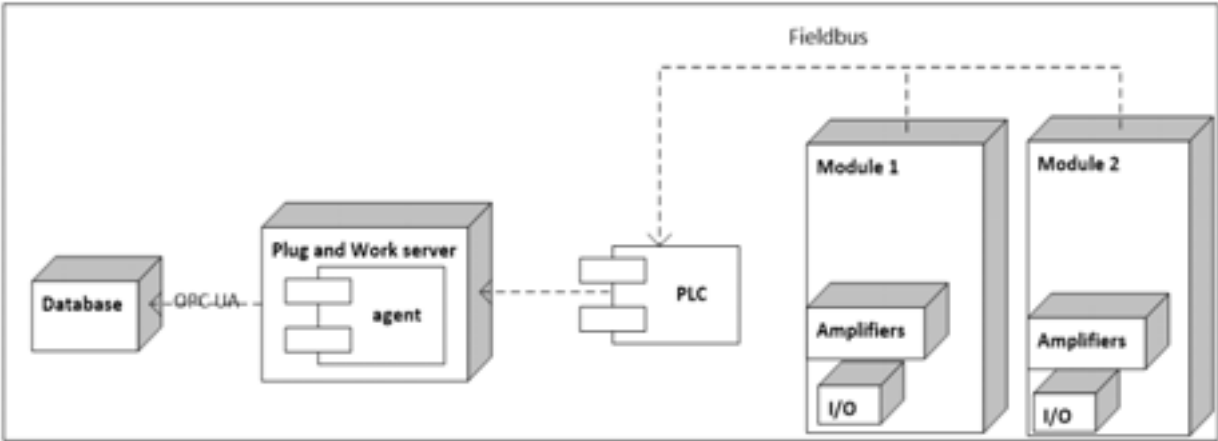 Fieldbus
Module 1
Module 2
Plug and Work server
Database
OPC UA
agent
PLC
Amplifiers
Amplifiers
I/O
I/O